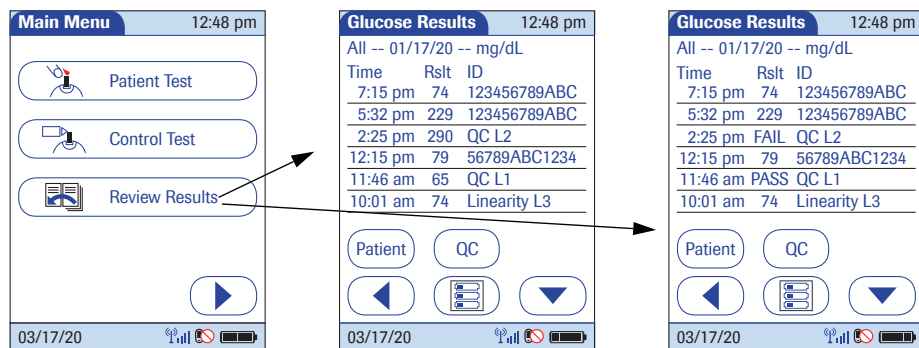 Main Menu 12:48 pm
Patient Test
Control Test
Review Results
03/17/20
Glucose Results 12:48 pm
All -- 01/17/20 -- mg/dL
Time Rslt ID
7:15 pm 74 123456789ABC
5:32 pm 229 123456789ABC
2:25 pm 290 QC L2
12:15 pm 79 56789ABC1234
11:46 am 65 QC L1
10:01 am 74 Linearity L3
Patient QC
03/17/20
Glucose Results 12:48 pm
All -- 01/17/20 -- mg/dL
Time Rslt ID
7:15 pm 74 123456789ABC
5:32 pm 229 123456789ABC
2:25 pm FAIL QC L2
12:15 pm 79 56789ABC1234
11:46 am PASS QC L1
10:01 am 74 Linearity L3
Patient QC
03/17/20